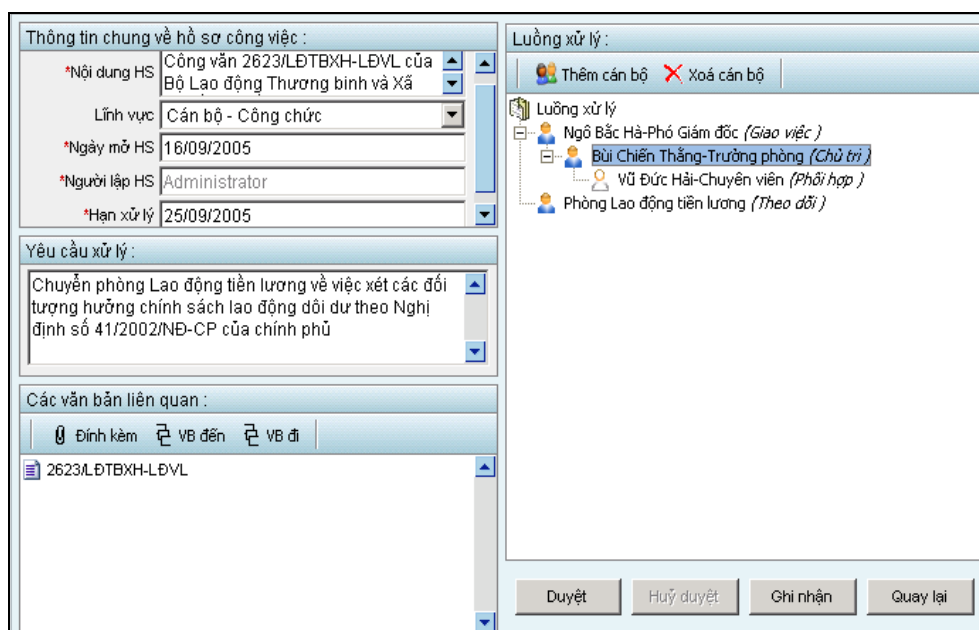 Thông tin chung về hồ sơ công việc :
*Nội dung HS
Công văn 2623/LĐTBXH-LĐVL của
Bộ Lao động Thương binh và Xã
Lĩnh vực
Cán bộ - Công chức
*Ngày mở HS
16/09/2005
*Người lập HS
Administrator
*Hạn xử lý
25/09/2005
Yêu cầu xử lý :
Chuyển phòng Lao động tiền lương về việc xét các đối
tượng hưởng chính sách lao động dôi dư theo Nghị
định số 41/2002/NĐ-CP của chính phủ
Các văn bản liên quan :
Đính kèm
VB đến
VB đi
2623/LĐTBXH-LĐVL
Luồng xử lý :
Thêm cán bộ
Xoá cán bộ
Luồng xử lý
Ngô Bắc Hà-Phó Giám đốc (Giao việc )
Bùi Chiến Thắng-Trưởng phòng (Chủ trì )
Vũ Đức Hải-Chuyên viên (Phối hợp )
Phòng Lao động tiền lương (Theo dõi )
Duyệt
Huỷ duyệt
Ghi nhận
Quay lại